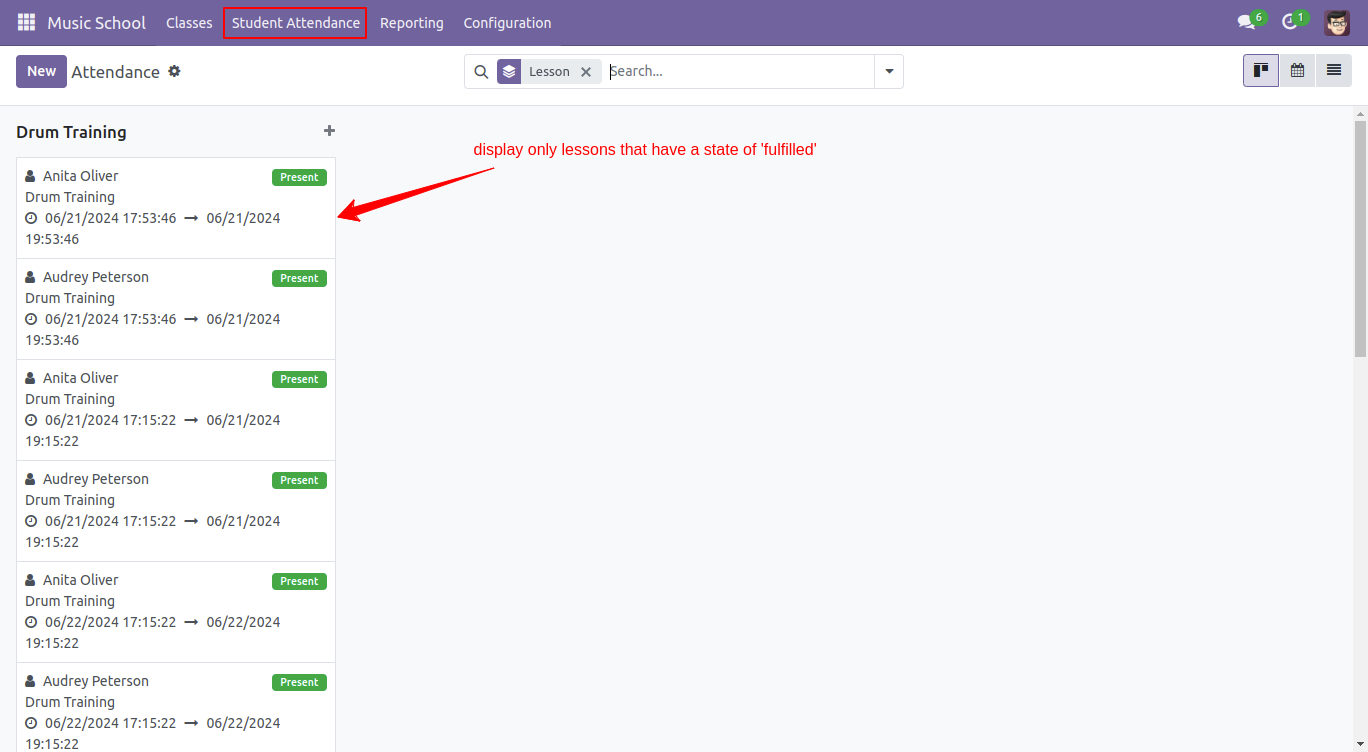 Music School Classes Student Attendance Reporting Configuration 6 1
New Attendance Lesson Search...
Drum Training
display only lessons that have a state of 'fulfilled'
Anita Oliver Present
Drum Training
06/21/2024 17:53:46 → 06/21/2024
19:53:46
Audrey Peterson Present
Drum Training
06/21/2024 17:53:46 → 06/21/2024
19:53:46
Anita Oliver Present
Drum Training
06/21/2024 17:15:22 → 06/21/2024
19:15:22
Audrey Peterson Present
Drum Training
06/21/2024 17:15:22 → 06/21/2024
19:15:22
Anita Oliver Present
Drum Training
06/22/2024 17:15:22 → 06/22/2024
19:15:22
Audrey Peterson Present
Drum Training
06/22/2024 17:15:22 → 06/22/2024
19:15:22